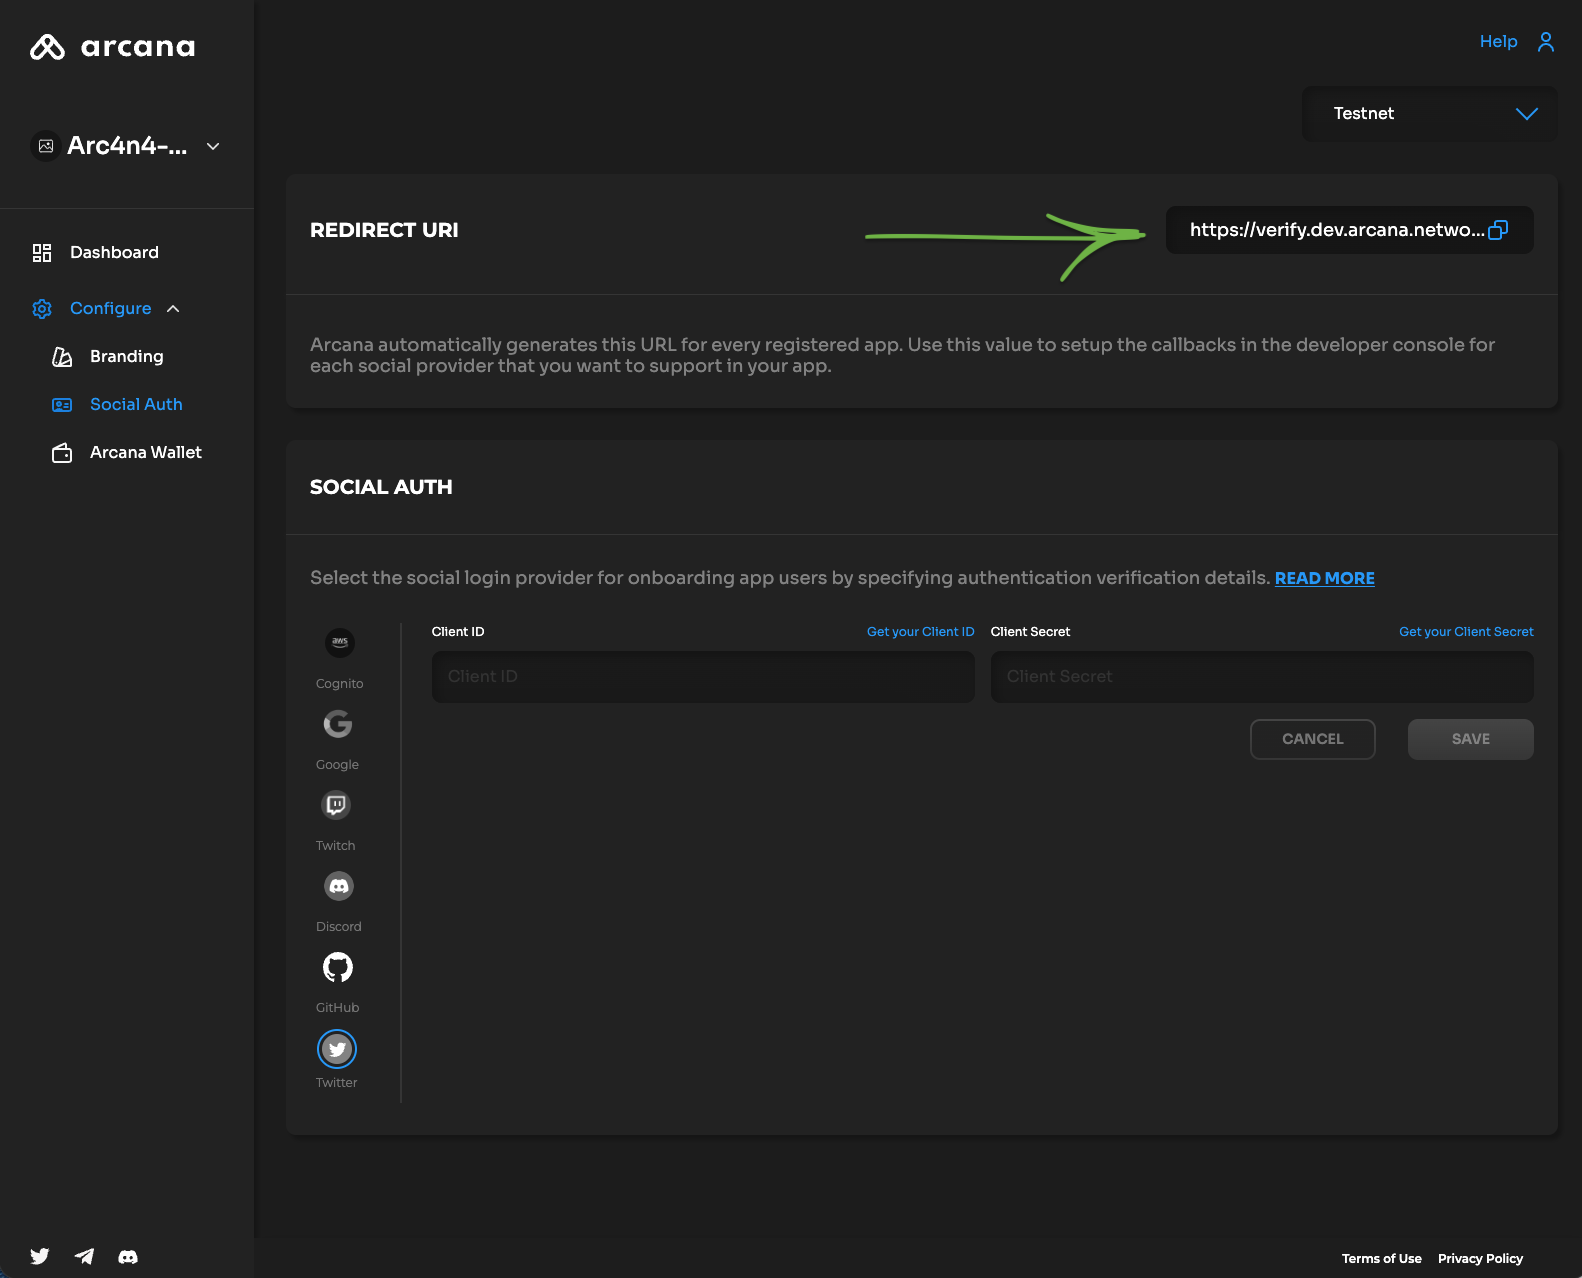 arcana
Help
Testnet
Arc4n4-...
Dashboard
Configure
Branding
Social Auth
Arcana Wallet
REDIRECT URI
https://verify.dev.arcana.netwo...
Arcana automatically generates this URL for every registered app. Use this value to setup the callbacks in the developer console for
each social provider that you want to support in your app.
SOCIAL AUTH
Select the social login provider for onboarding app users by specifying authentication verification details. READ MORE
aws
Cognito
Google
Twitch
Discord
GitHub
Twitter
Client ID
Get your Client ID
Client ID
Client Secret
Get your Client Secret
Client Secret
CANCEL
SAVE
Terms of Use
Privacy Policy